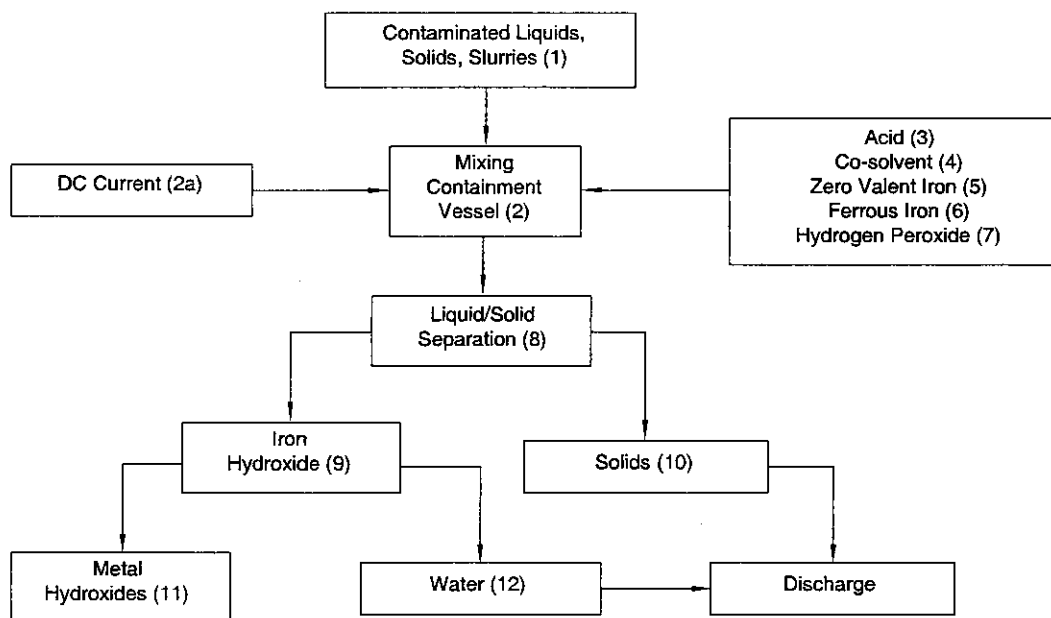 Contaminated Liquids,
Solids, Slurries (1)
DC Current (2a)
Mixing
Containment
Vessel (2)
Acid (3)
Co-solvent (4)
Zero Valent Iron (5)
Ferrous Iron (6)
Hydrogen Peroxide (7)
Liquid/Solid
Separation (8)
Iron
Hydroxide (9)
Solids (10)
Metal
Hydroxides (11)
Water (12)
Discharge